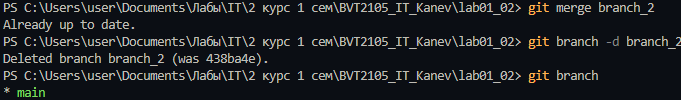 PS C:\Users\user\Documents\Лабы\IT\2 курс 1 сем\BVT2105_IT_Kanev\lab01_02> git merge branch_2
Already up to date.
PS C:\Users\user\Documents\Лабы\IT\2 курс 1 сем\BVT2105_IT_Kanev\lab01_02> git branch -d branch_2
Deleted branch branch_2 (was 438ba4e).
PS C:\Users\user\Documents\Лабы\IT\2 курс 1 сем\BVT2105_IT_Kanev\lab01_02> git branch
* main